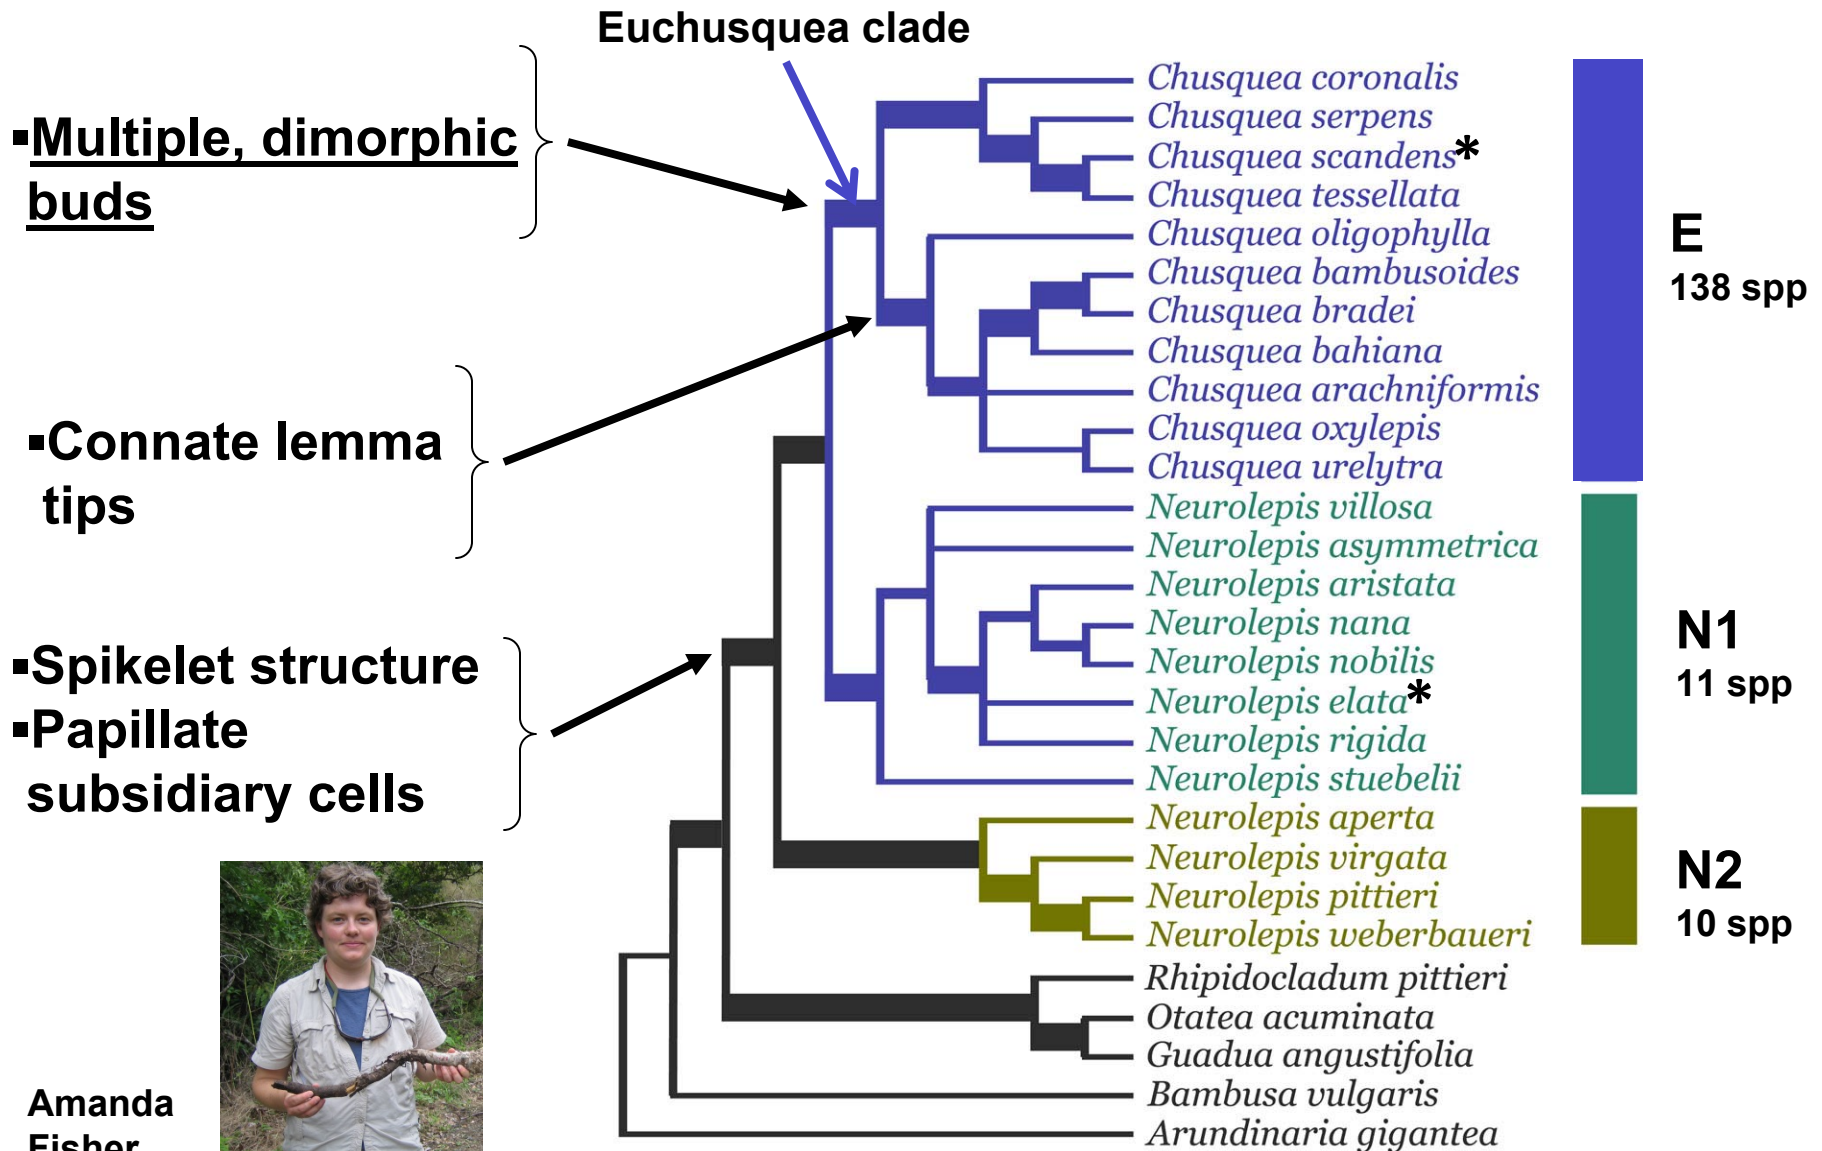 Euchusquea clade
▪Multiple, dimorphic
buds
▪Connate lemma
tips
▪Spikelet structure
▪Papillate
subsidiary cells
Amanda
Fisher
Chusquea coronalis
Chusquea serpens
Chusquea scandens*
Chusquea tessellata
Chusquea oligophylla
Chusquea bambusoides
Chusquea bradei
Chusquea bahiana
Chusquea arachniformis
Chusquea oxylepis
Chusquea urelytra
Neurolepis villosa
Neurolepis asymmetrica
Neurolepis aristata
Neurolepis nana
Neurolepis nobilis
Neurolepis elata*
Neurolepis rigida
Neurolepis stuebelii
Neurolepis aperta
Neurolepis virgata
Neurolepis pittieri
Neurolepis weberbaueri
Rhipidocladum pittieri
Otatea acuminata
Guadua angustifolia
Bambusa vulgaris
Arundinaria gigantea
E
138 spp
N1
11 spp
N2
10 spp